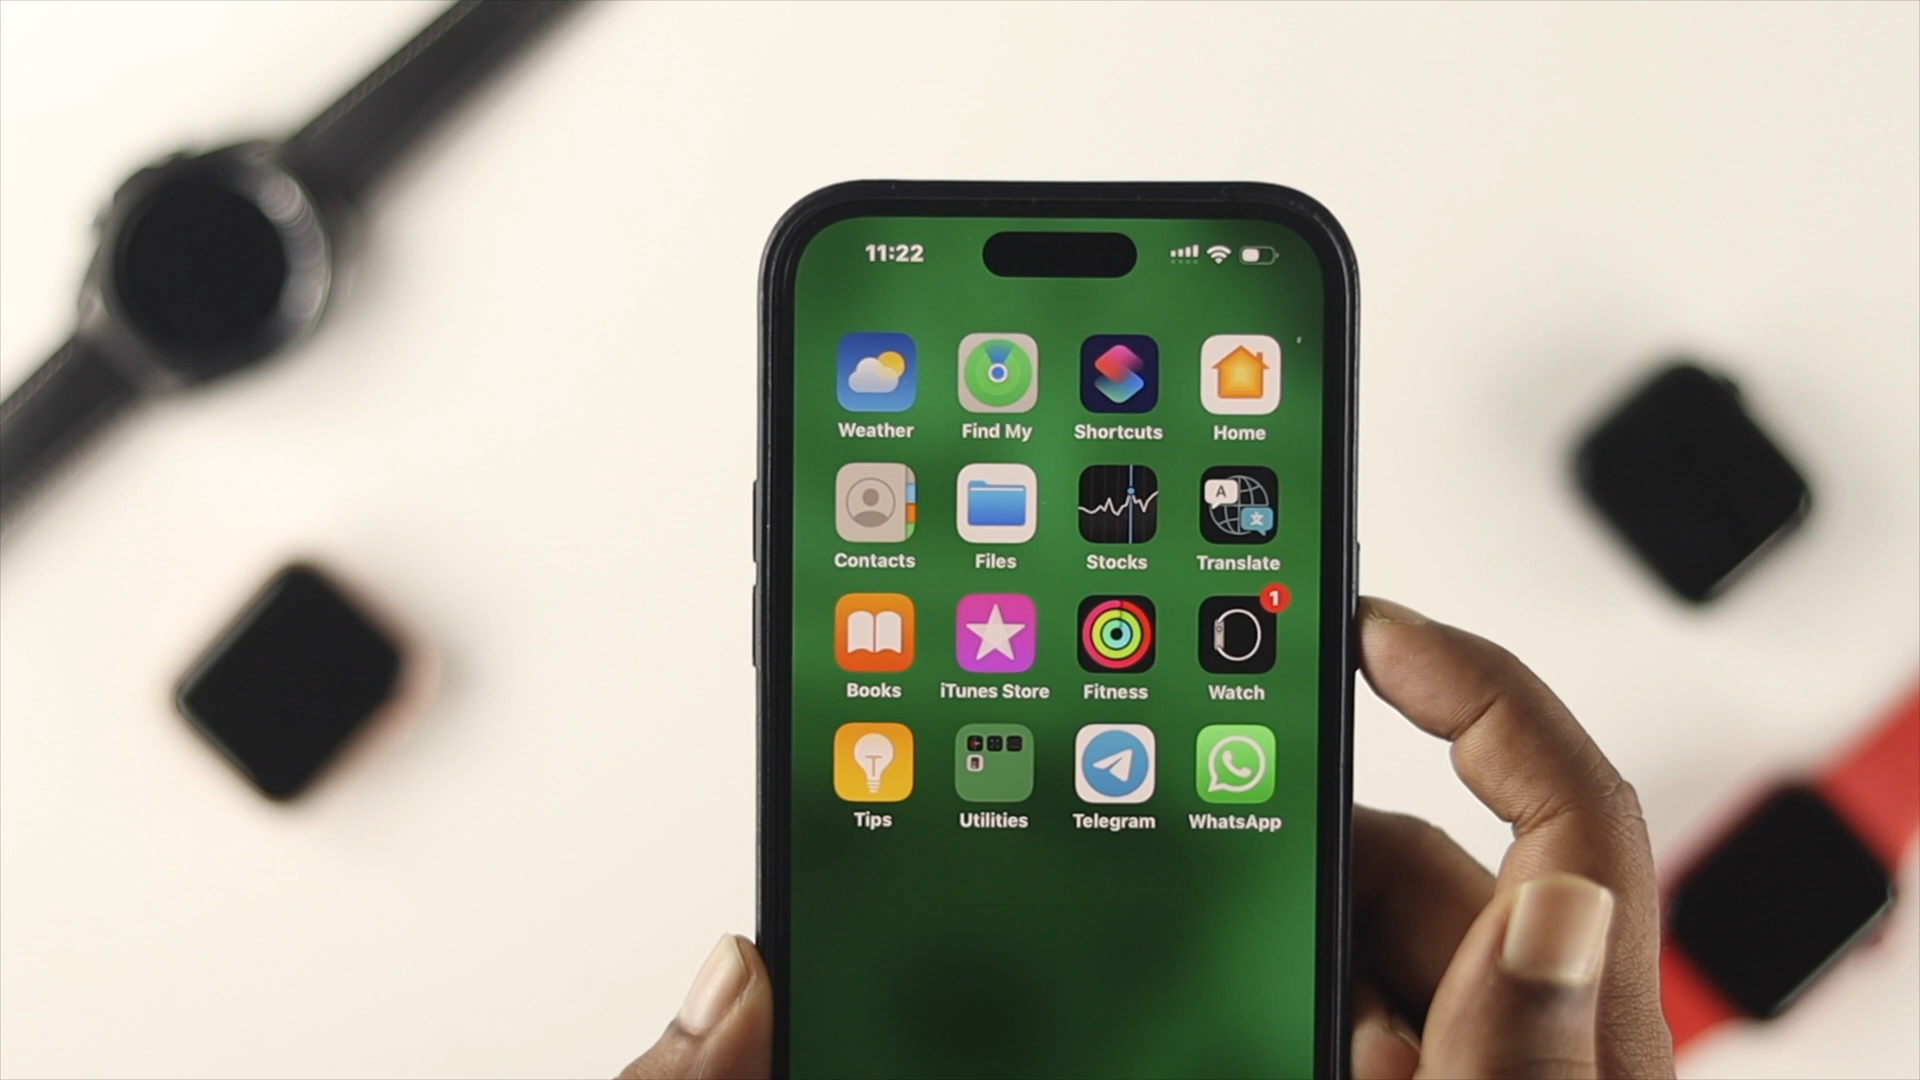 11:22
Weather Find My Shortcuts Home
A 文
Contacts Files Stocks Translate
1
Books iTunes Store Fitness Watch
Tips Utilities Telegram WhatsApp